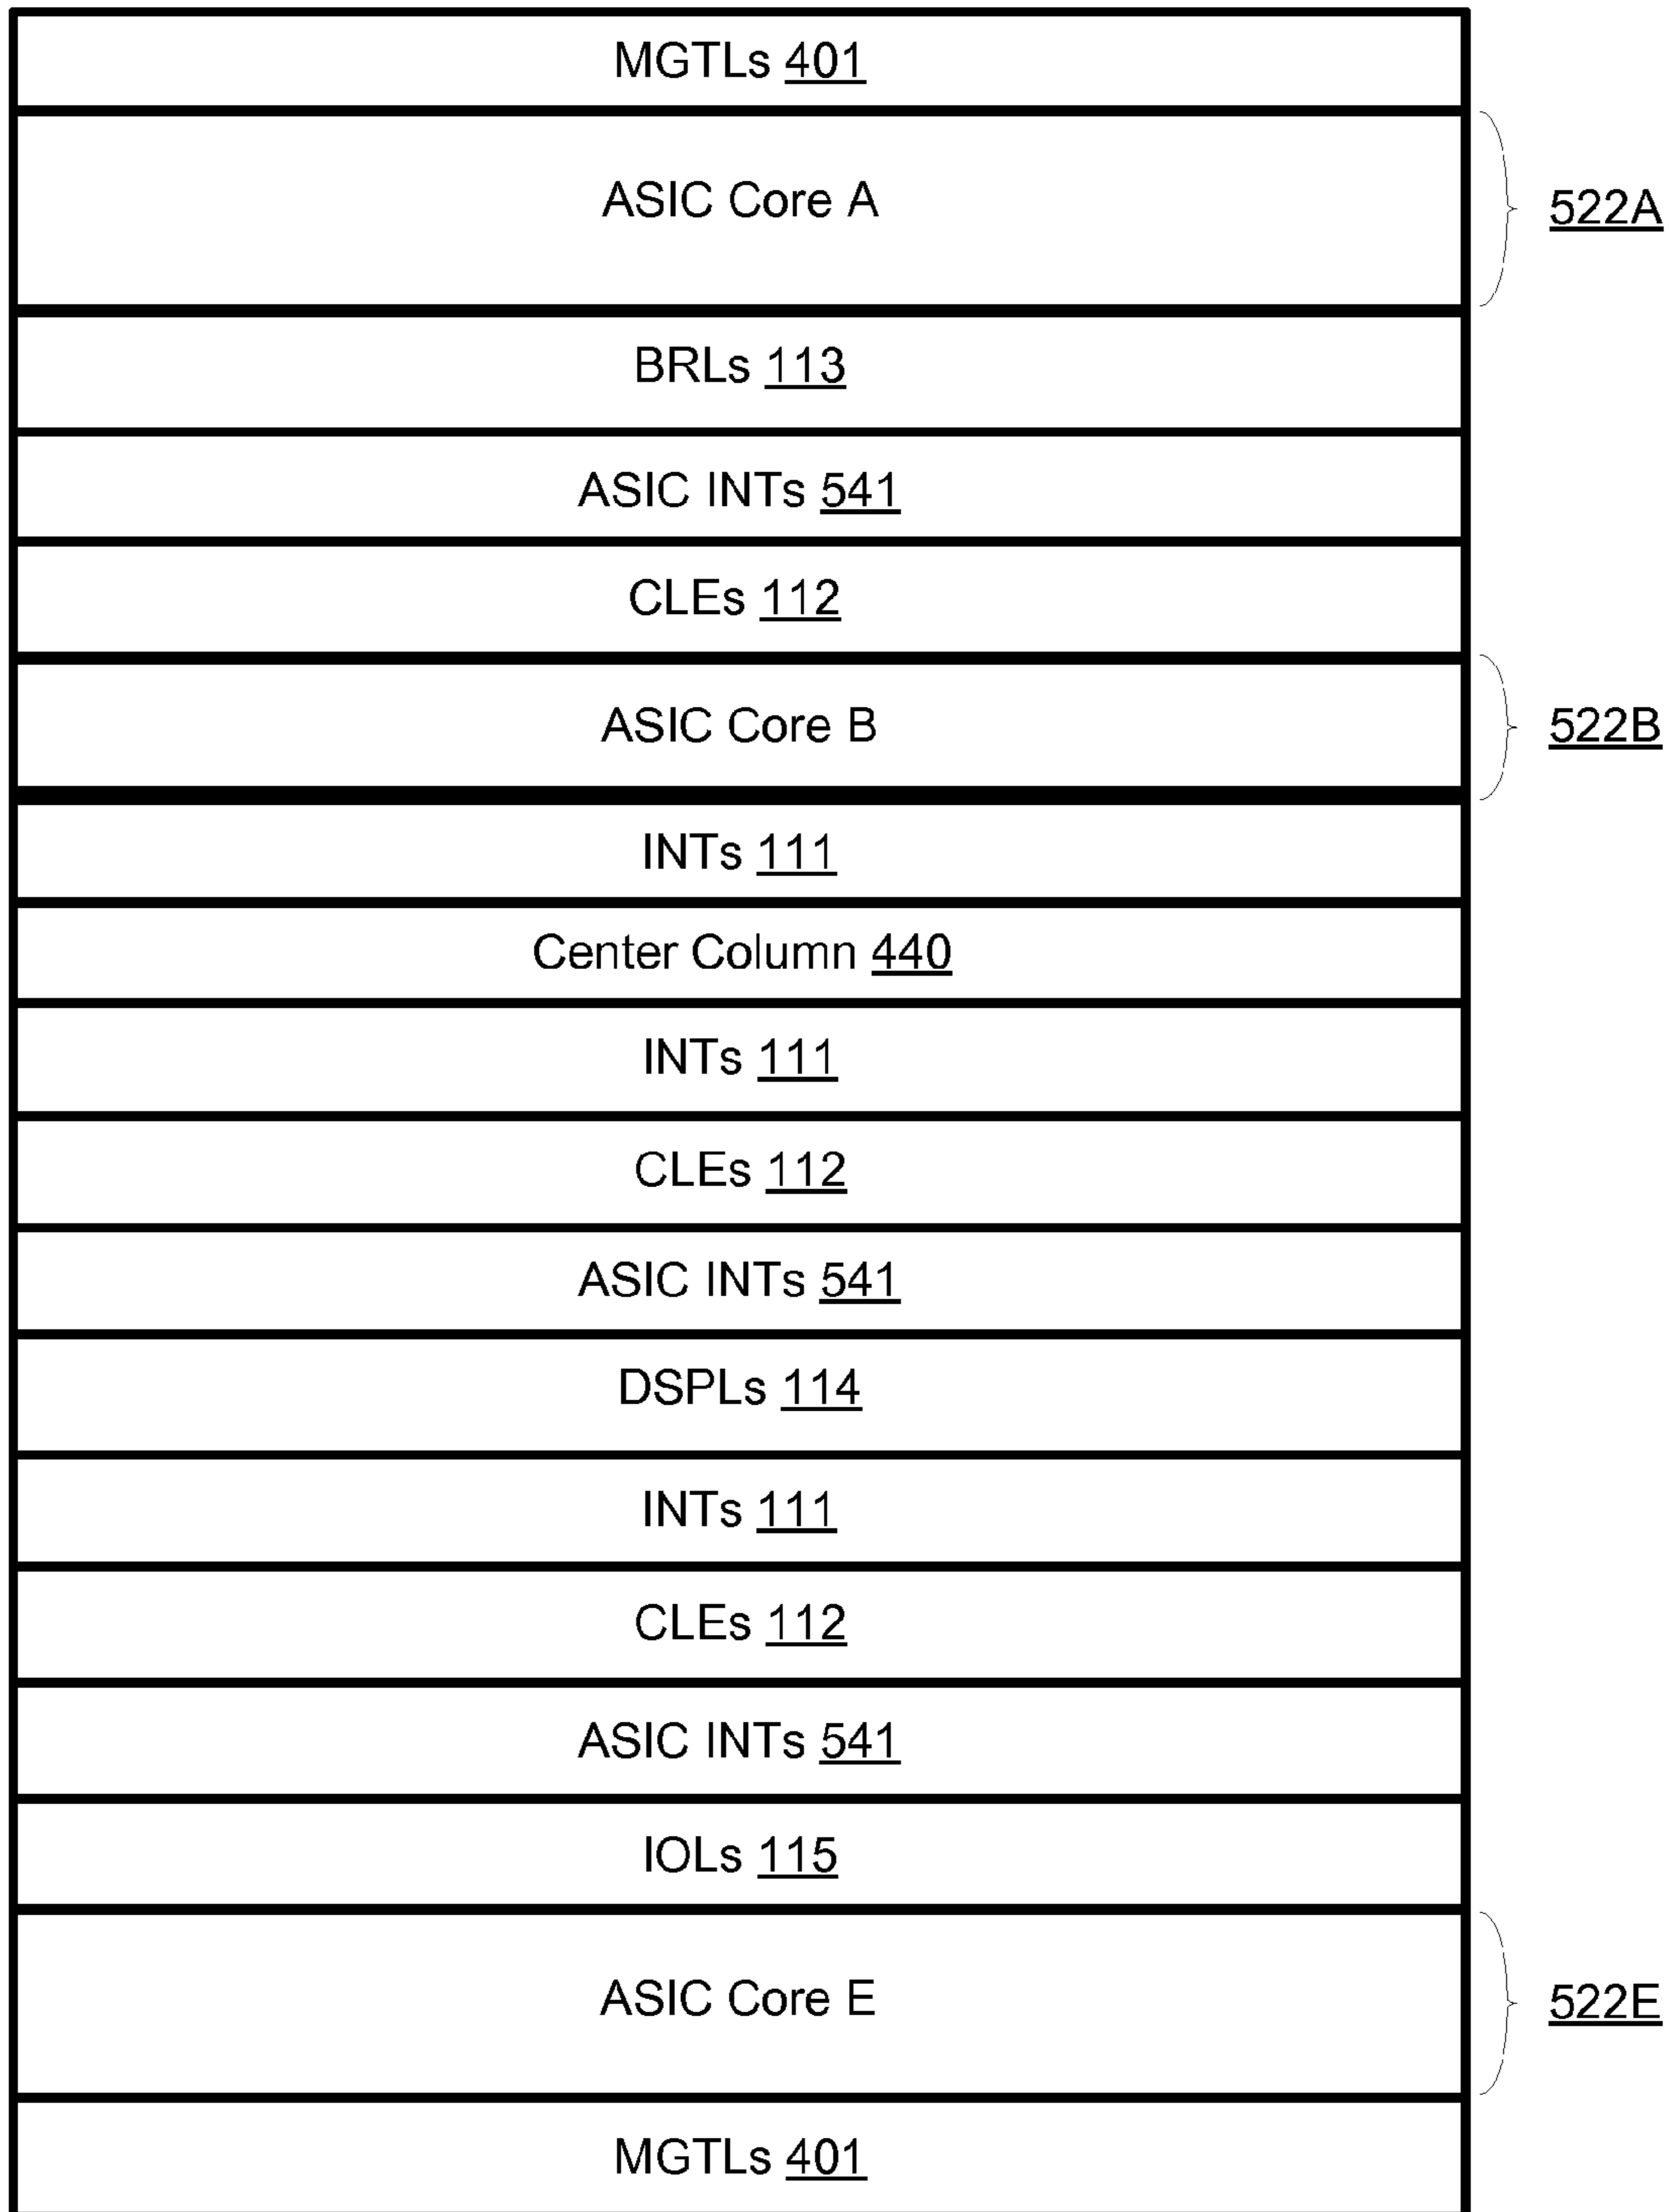 MGTLs 401
ASIC Core A
522A
BRLs 113
ASIC INTs 541
CLEs 112
ASIC Core B
522B
INTs 111
Center Column 440
INTs 111
CLEs 112
ASIC INTs 541
DSPLs 114
INTs 111
CLEs 112
ASIC INTs 541
IOLs 115
ASIC Core E
522E
MGTLs 401